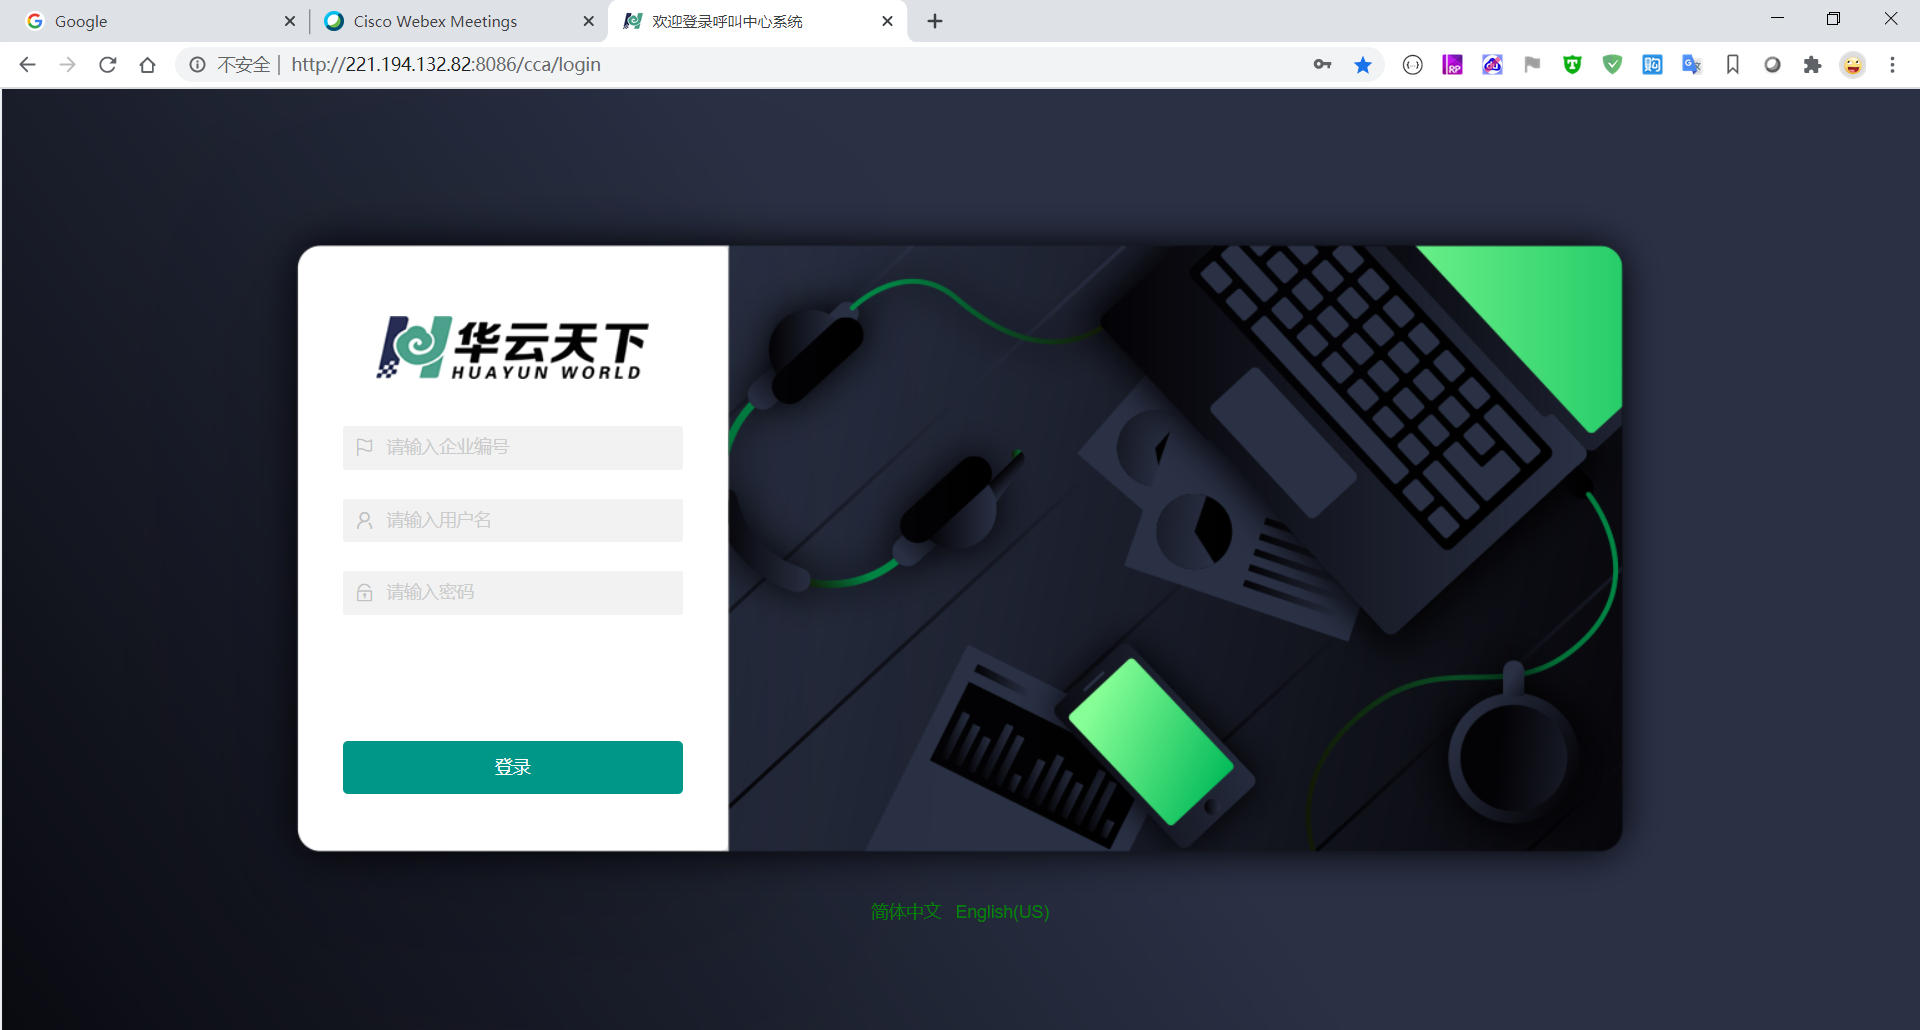 Google
Cisco Webex Meetings
欢迎登录呼叫中心系统
不安全 | http://221.194.132.82:8086/cca/login
华云天下
HUAYUN WORLD
请输入企业编号
请输入用户名
请输入密码
登录
简体中文 English(US)